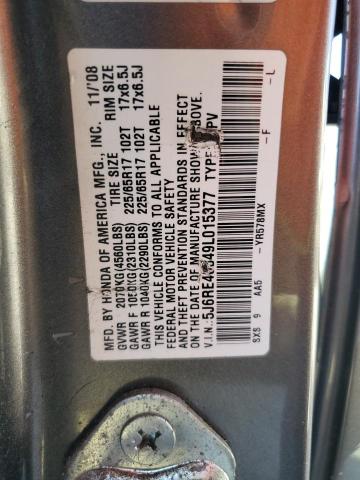 MFD. BY HONDA OF AMERICA MFG., INC. 11/'08
TIRE SIZE RIM SIZE
GVWR 2070KG(4560LBS)
GAWR F 1050KG(2310LBS) 225/65R17 102T 17x6.5J
GAWR R 1040KG(2290LBS) 225/65R17 102T 17x6.5J
THIS VEHICLE CONFORMS TO ALL APPLICABLE
FEDERAL MOTOR VEHICLE SAFETY
AND THEFT PREVENTION STANDARDS IN EFFECT
ON THE DATE OF MANUFACTURE SHOWN ABOVE.
V.I.N.: TYPE:
YR578MX -F -L
SXS 9 AA5